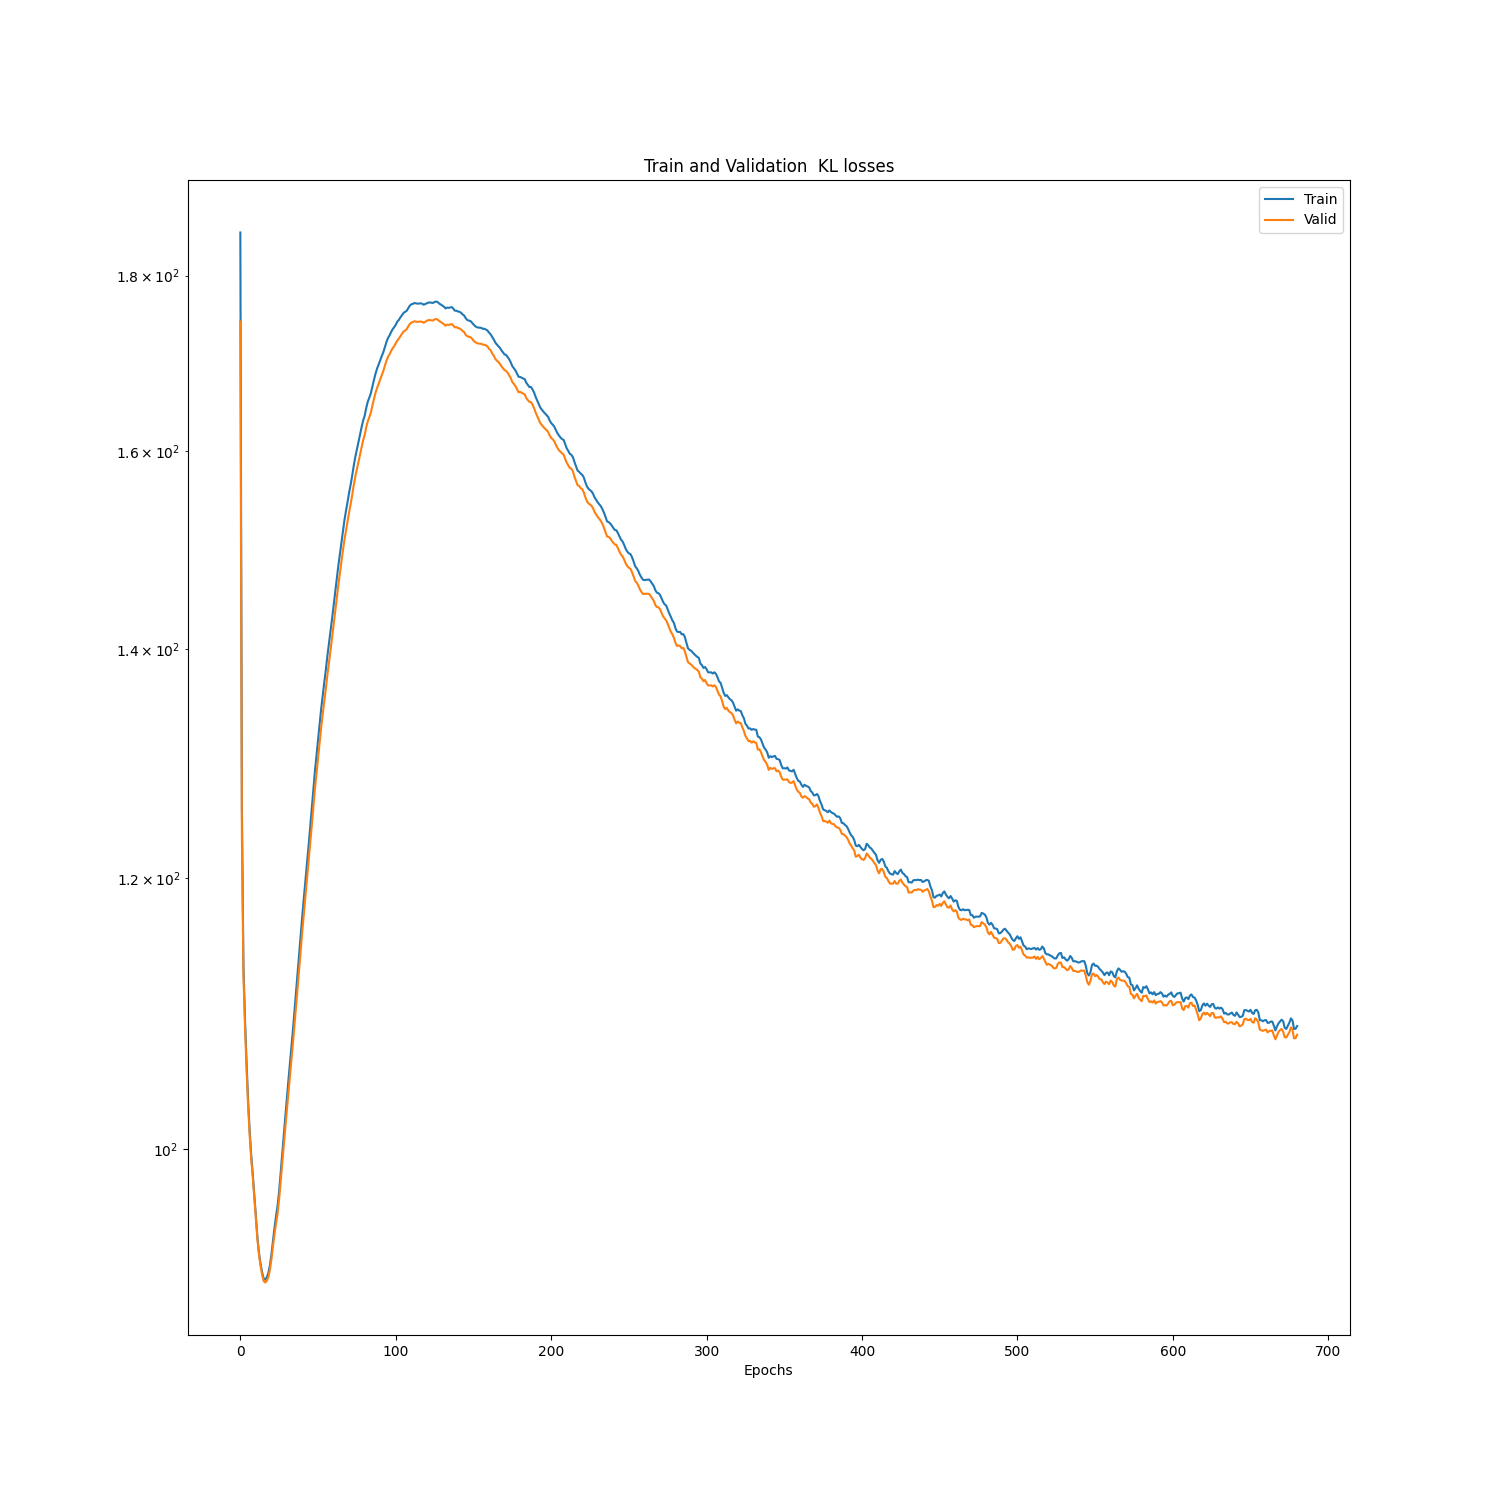 Train and Validation  KL losses
Train
Valid
1.8 × 10²
1.6 × 10²
1.4 × 10²
1.2 × 10²
10²
0 100 200 300 400 500 600 700
Epochs